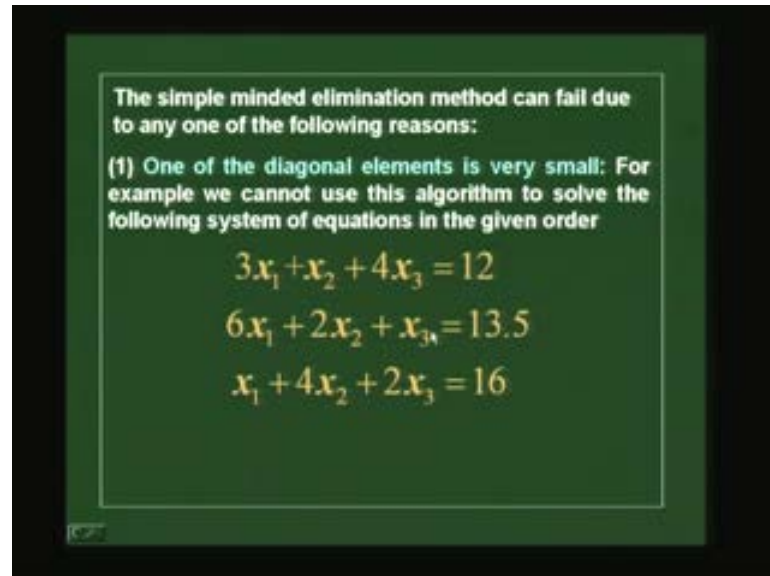 The simple minded elimination method can fail due
to any one of the following reasons:
(1) One of the diagonal elements is very small: For
example we cannot use this algorithm to solve the
following system of equations in the given order
3x₁+x₂ + 4x₃ = 12
6x₁ + 2x₂ + x₃ = 13.5
x₁ + 4x₂ + 2x₃ = 16